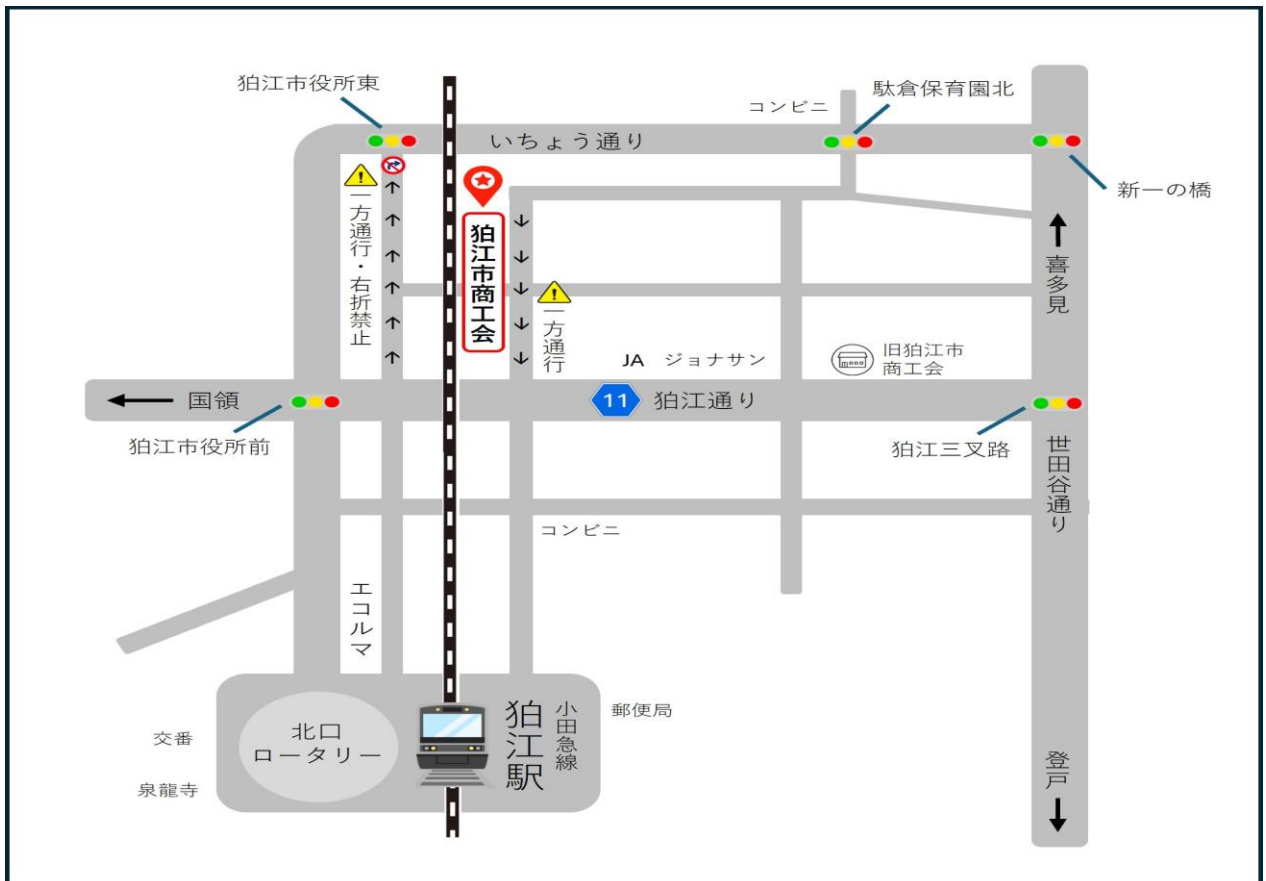 狛江市役所東
コンビニ
駄倉保育園北
いちょう通り
新一の橋
一方通行・右折禁止
狛江市商工会
一方通行
喜多見
JA ジョナサン
旧狛江市
商工会
国領
11 狛江通り
狛江市役所前
狛江三叉路
世田谷通り
コンビニ
エコルマ
北口
ロータリー
狛江駅
小田急線
郵便局
交番
泉龍寺
登戸